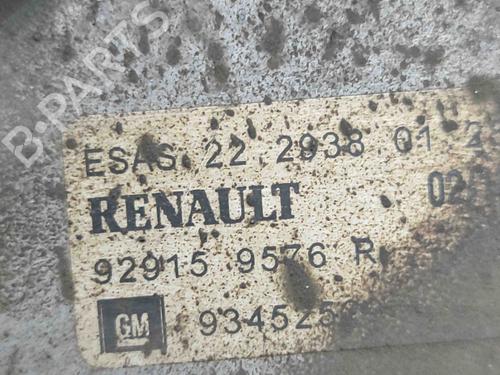 B-PARTS
ESAS 22 2938 01 2
RENAULT 02
92915 9576 R
GM 934525